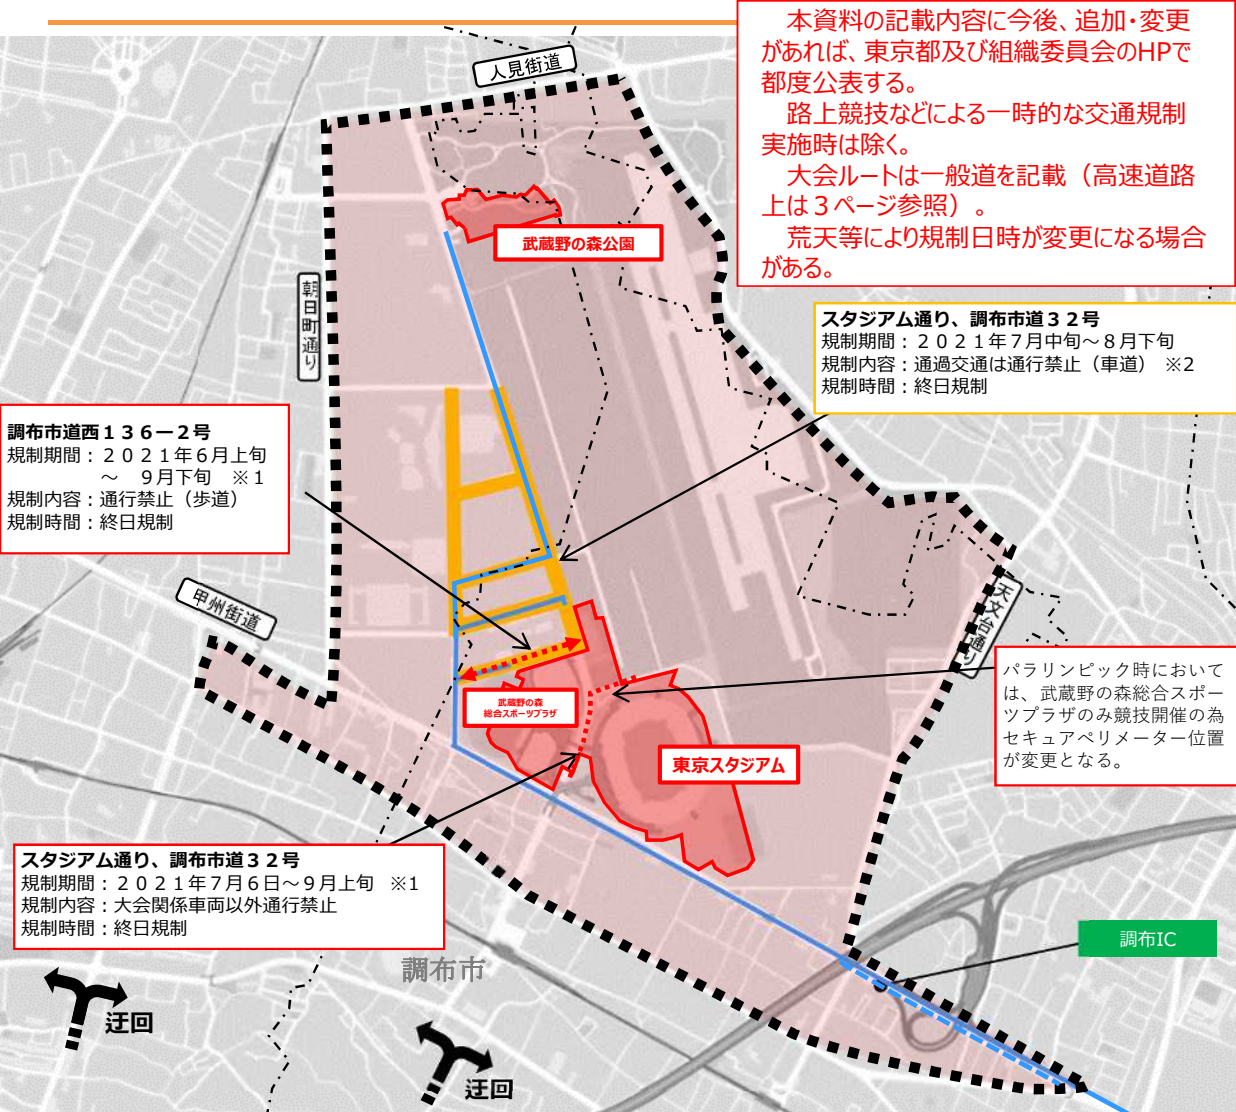 本資料の記載内容に今後、追加・変更
があれば、東京都及び組織委員会のHPで
都度公表する。
路上競技などによる一時的な交通規制
実施時は除く。
大会ルートは一般道を記載（高速道路
上は３ページ参照）。
荒天等により規制日時が変更になる場合
がある。
人見街道
武蔵野の森公園
朝日町通り
スタジアム通り、調布市道３２号
規制期間：２０２１年７月中旬～８月下旬
規制内容：通過交通は通行禁止（車道） ※2
規制時間：終日規制
調布市道西１３６ー２号
規制期間：２０２１年６月上旬
～ ９月下旬 ※１
規制内容：通行禁止（歩道）
規制時間：終日規制
甲州街道
天文台通り
パラリンピック時において
は、武蔵野の森総合スポー
ツプラザのみ競技開催の為
セキュアペリメーター位置
が変更となる。
武蔵野の森
総合スポーツプラザ
東京スタジアム
スタジアム通り、調布市道３２号
規制期間：２０２１年７月６日～９月上旬 ※1
規制内容：大会関係車両以外通行禁止
規制時間：終日規制
調布IC
調布市
迂回
迂回